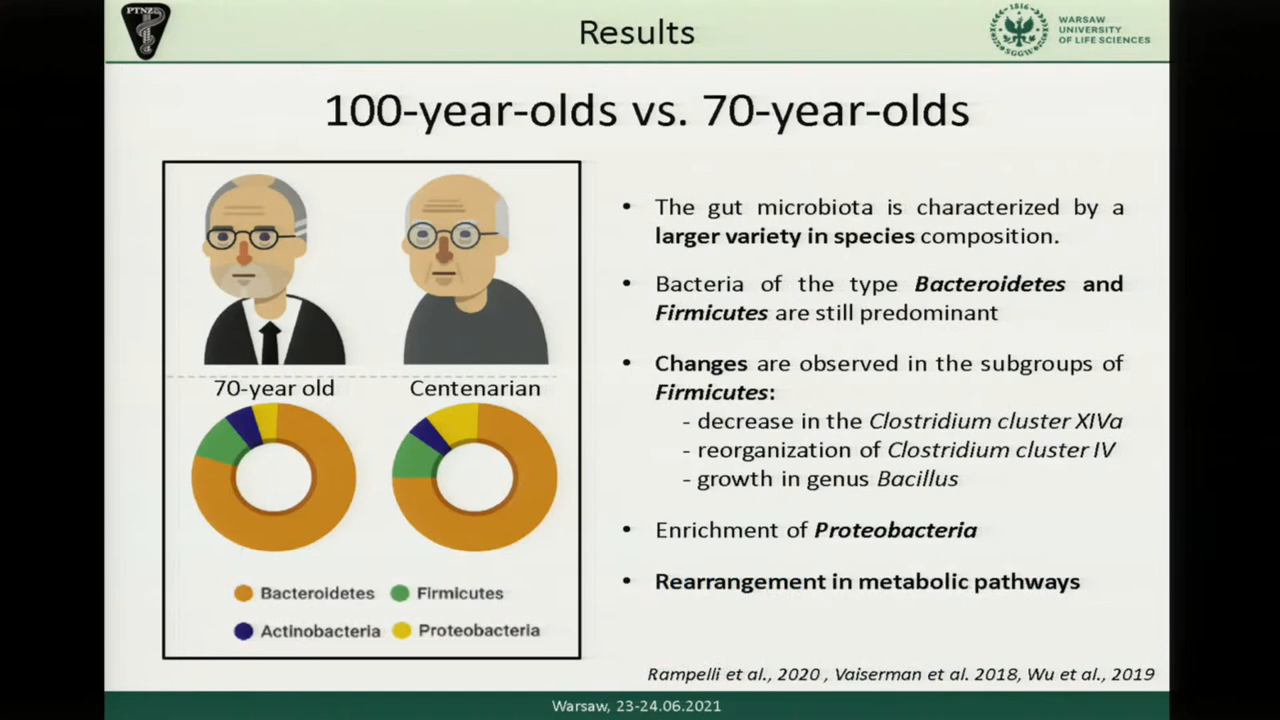 PTNZ
Results
1816
SGGW
WARSAW
UNIVERSITY
OF LIFE SCIENCES
100-year-olds vs. 70-year-olds
70-year old
Centenarian
Bacteroidetes
Firmicutes
Actinobacteria
Proteobacteria
• The gut microbiota is characterized by a
larger variety in species composition.
• Bacteria of the type Bacteroidetes and
Firmicutes are still predominant
• Changes are observed in the subgroups of
Firmicutes:
- decrease in the Clostridium cluster XIVa
- reorganization of Clostridium cluster IV
- growth in genus Bacillus
• Enrichment of Proteobacteria
• Rearrangement in metabolic pathways
Rampelli et al., 2020 , Vaiserman et al. 2018, Wu et al., 2019
Warsaw, 23-24.06.2021